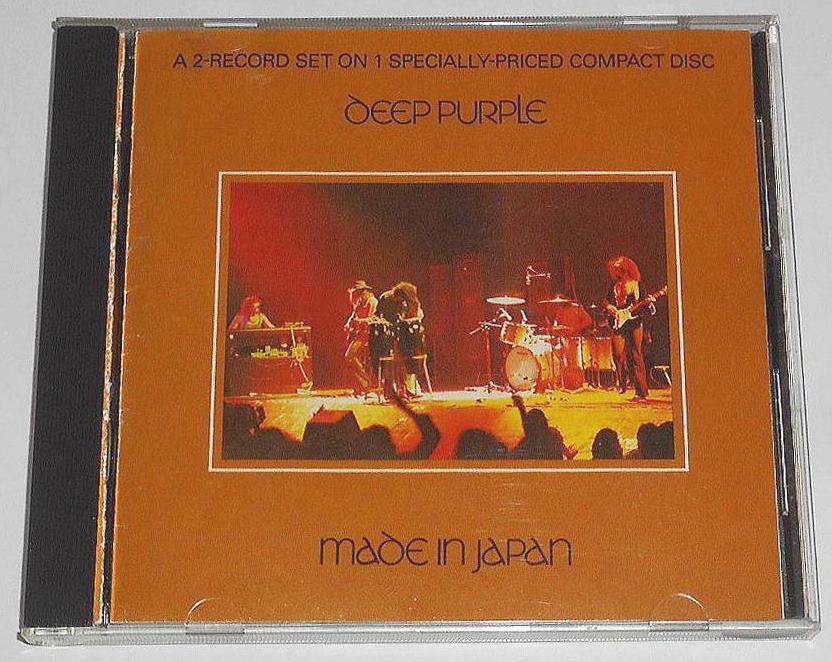 A 2-RECORD SET ON 1 SPECIALLY-PRICED COMPACT DISC
DEEP PURPLE
MADE IN JAPAN